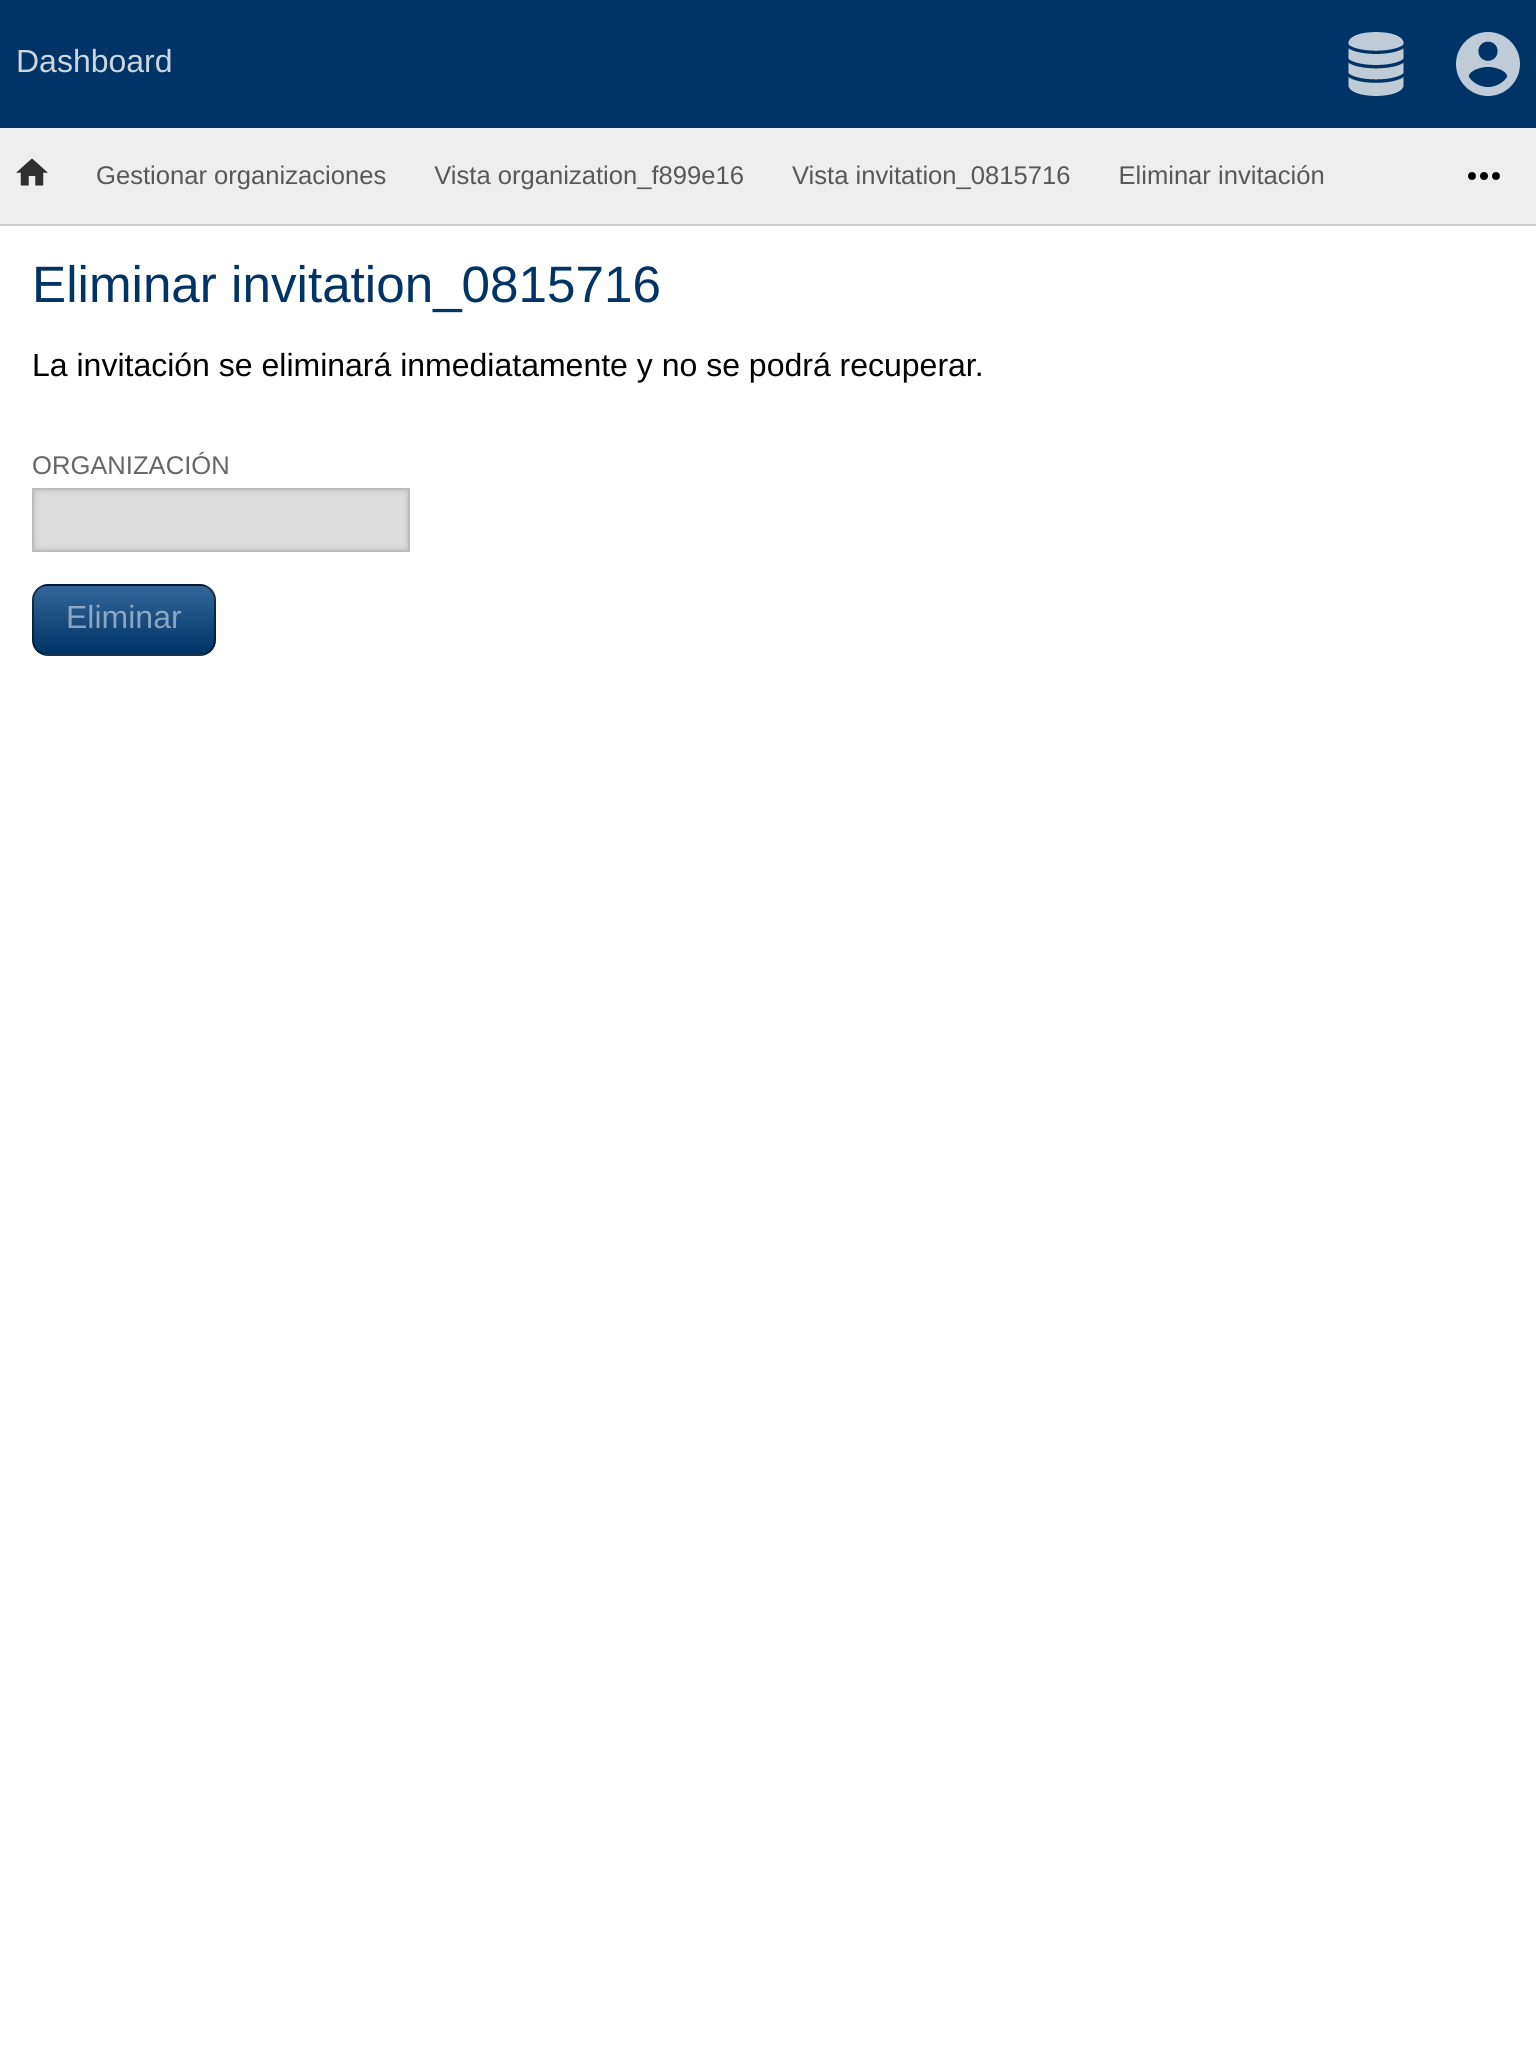 Dashboard
Gestionar organizaciones Vista organization_f899e16 Vista invitation_0815716 Eliminar invitación
Eliminar invitation_0815716
La invitación se eliminará inmediatamente y no se podrá recuperar.
ORGANIZACIÓN
Eliminar